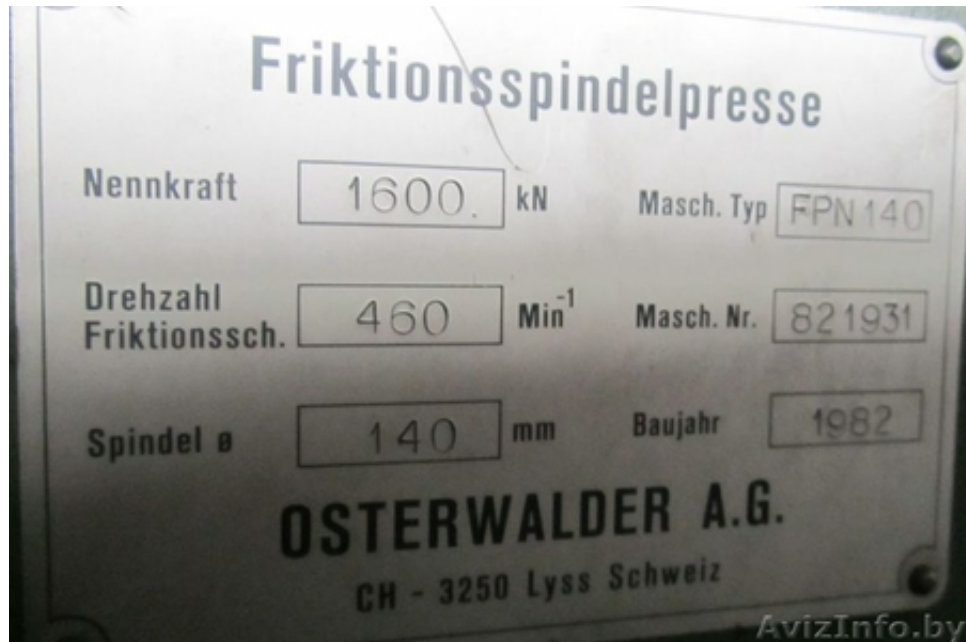 Friktionsspindelpresse
Nennkraft 1600. kN Masch. Typ FPN 140
Drehzahl
Friktionssch. 460 Min-1 Masch. Nr. 821931
Spindel ø 140 mm Baujahr 1982
OSTERWALDER A.G.
CH - 3250 Lyss Schweiz
AvizInfo.by